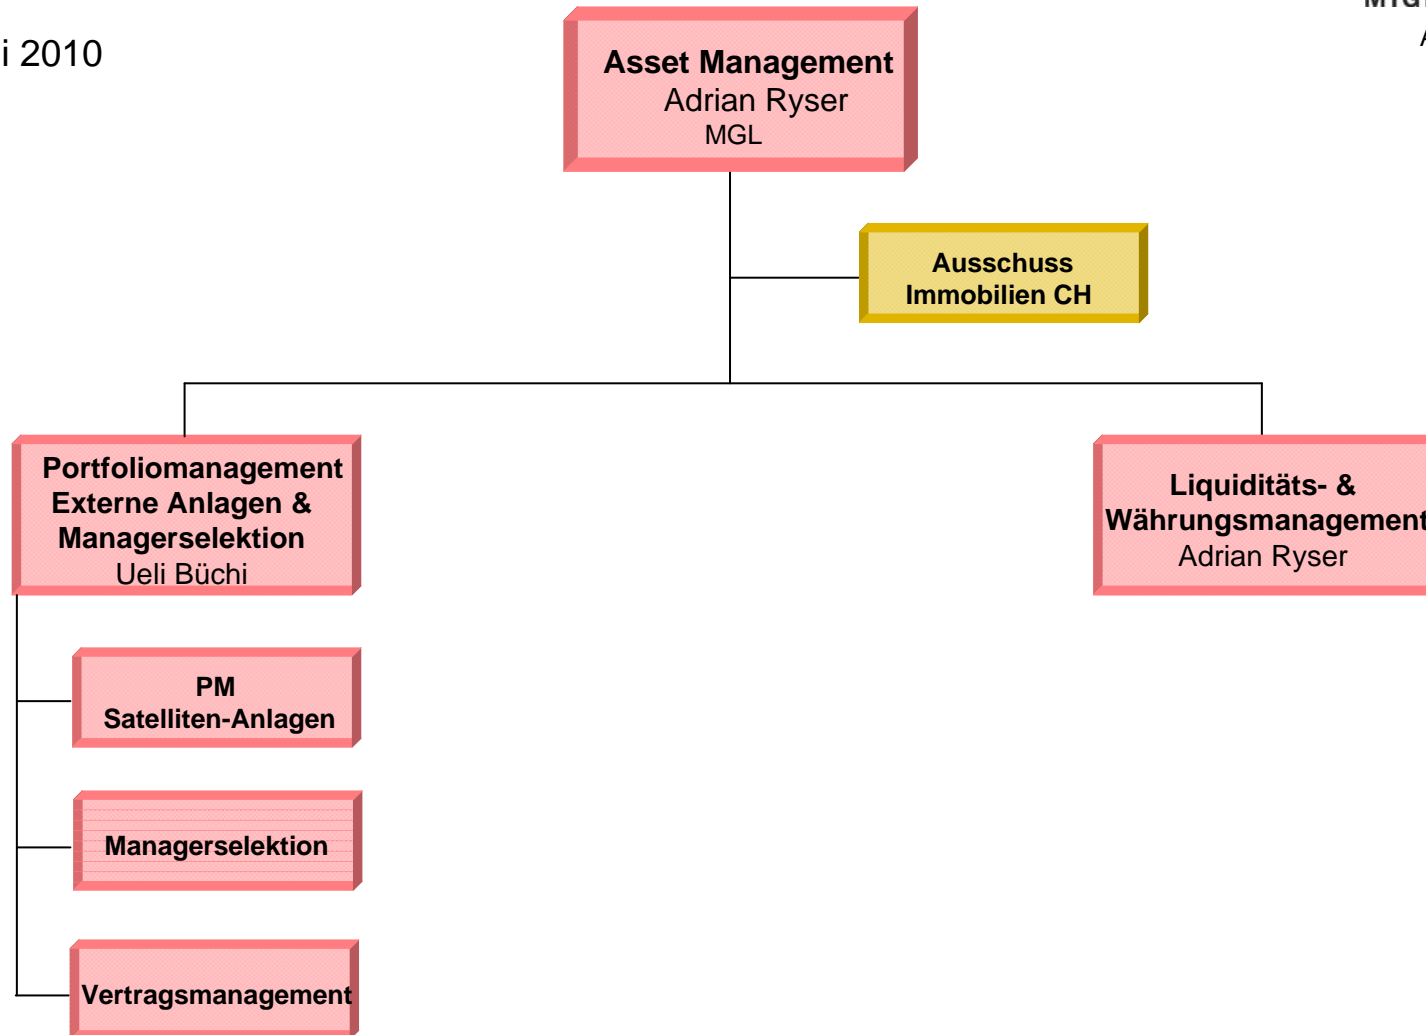 i 2010
Asset Management
Adrian Ryser
MGL
Ausschuss
Immobilien CH
Portfoliomanagement
Externe Anlagen &
Managerselektion
Ueli Büchi
Liquiditäts- &
Währungsmanagement
Adrian Ryser
PM
Satelliten-Anlagen
Managerselektion
Vertragsmanagement